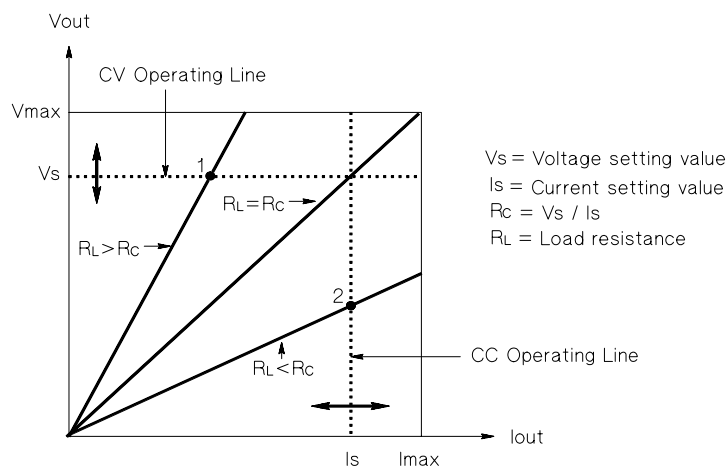 Vout
CV Operating Line
Vmax
Vs
1
RL=RC
RL>RC
2
RL<RC
CC Operating Line
Iout
Is
Imax
Vs = Voltage setting value
Is = Current setting value
RC = Vs / Is
RL = Load resistance